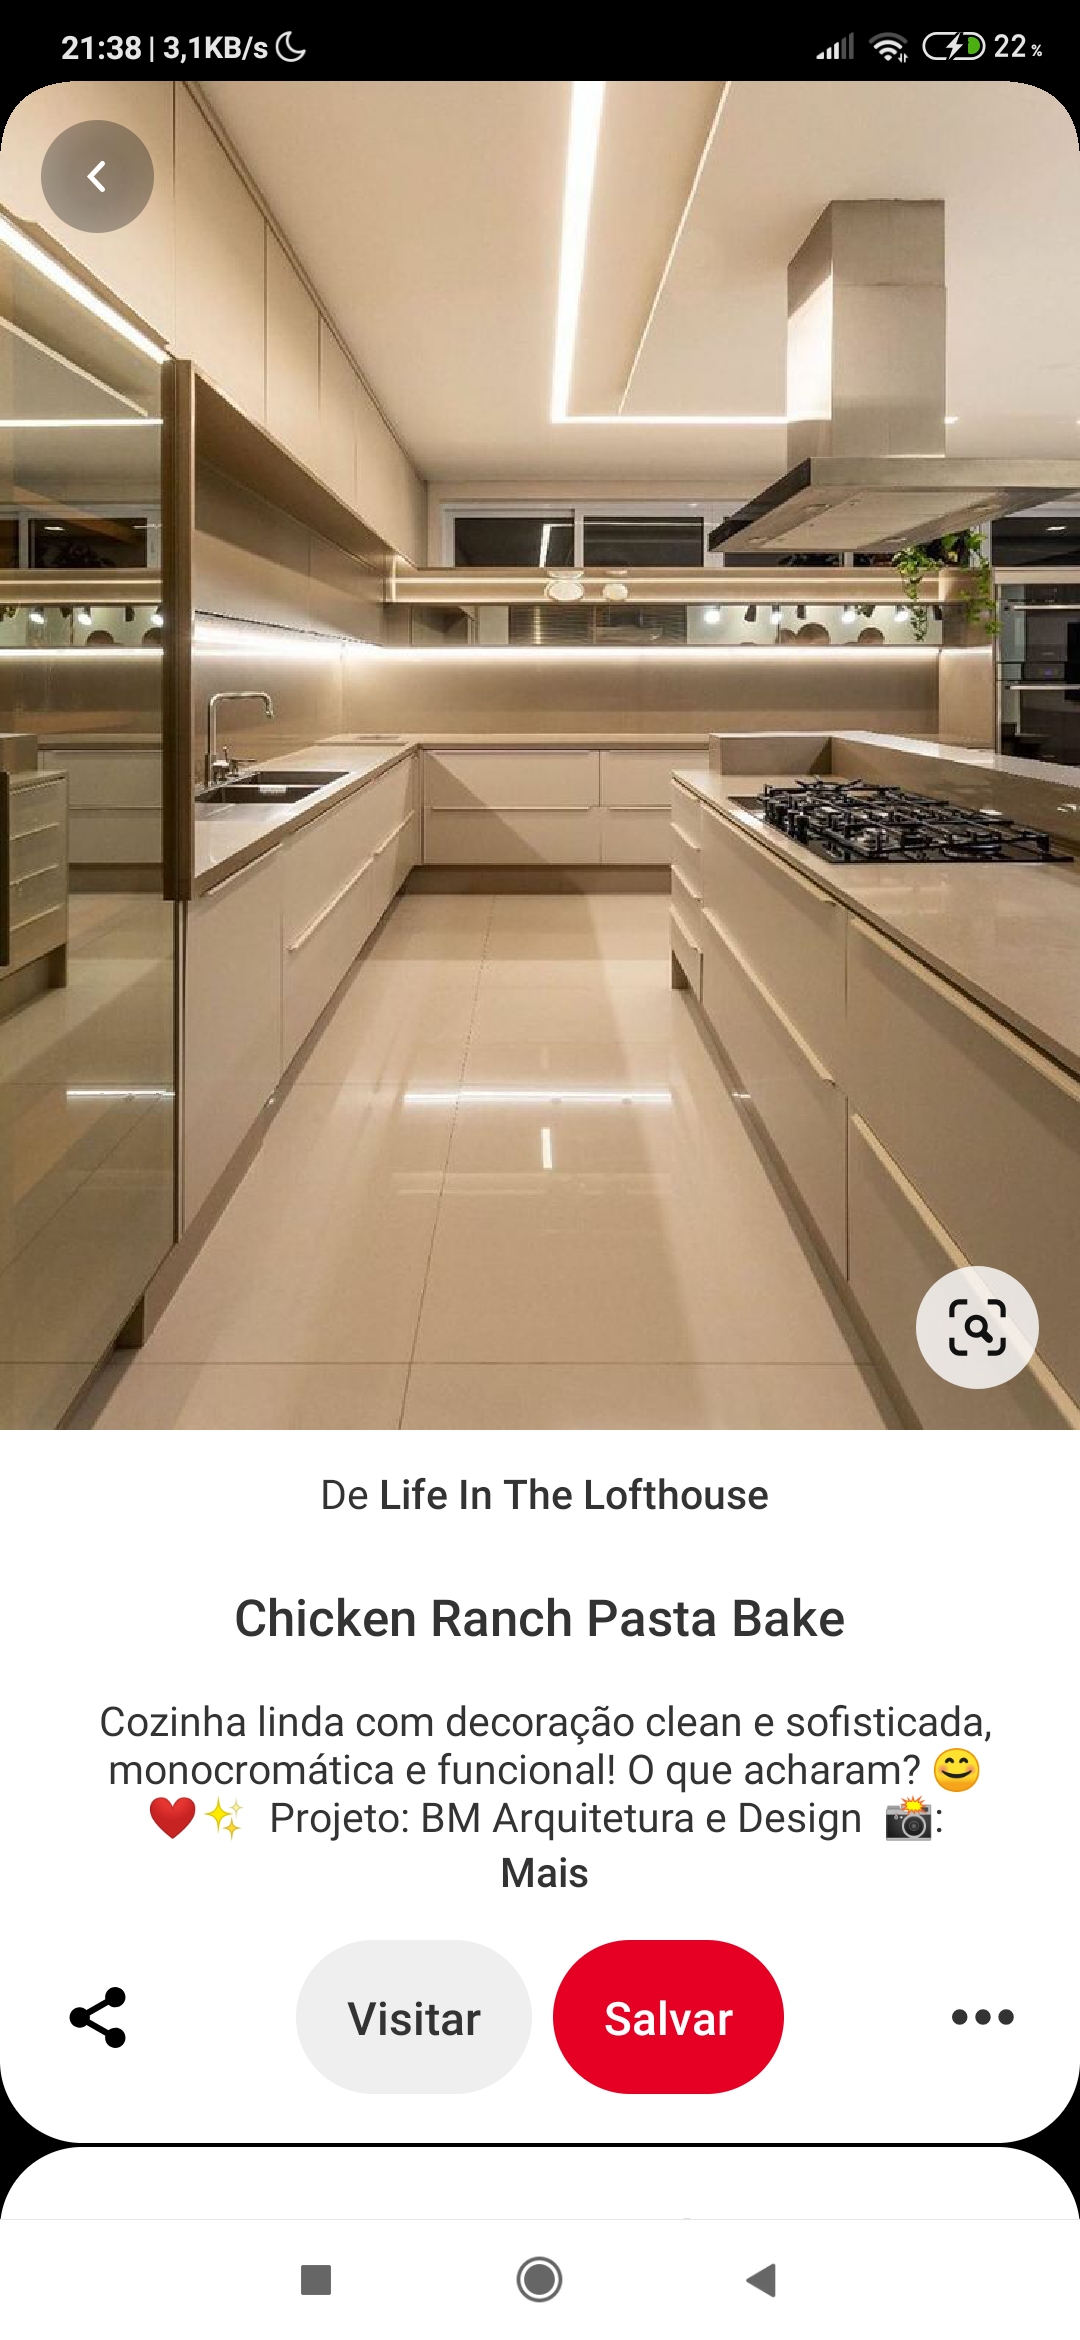 21:38 | 3,1KB/s 22%
De Life In The Lofthouse
Chicken Ranch Pasta Bake
Cozinha linda com decoração clean e sofisticada,
monocromática e funcional! O que acharam? 😊
❤️✨ Projeto: BM Arquitetura e Design 📸:
Mais
Visitar Salvar